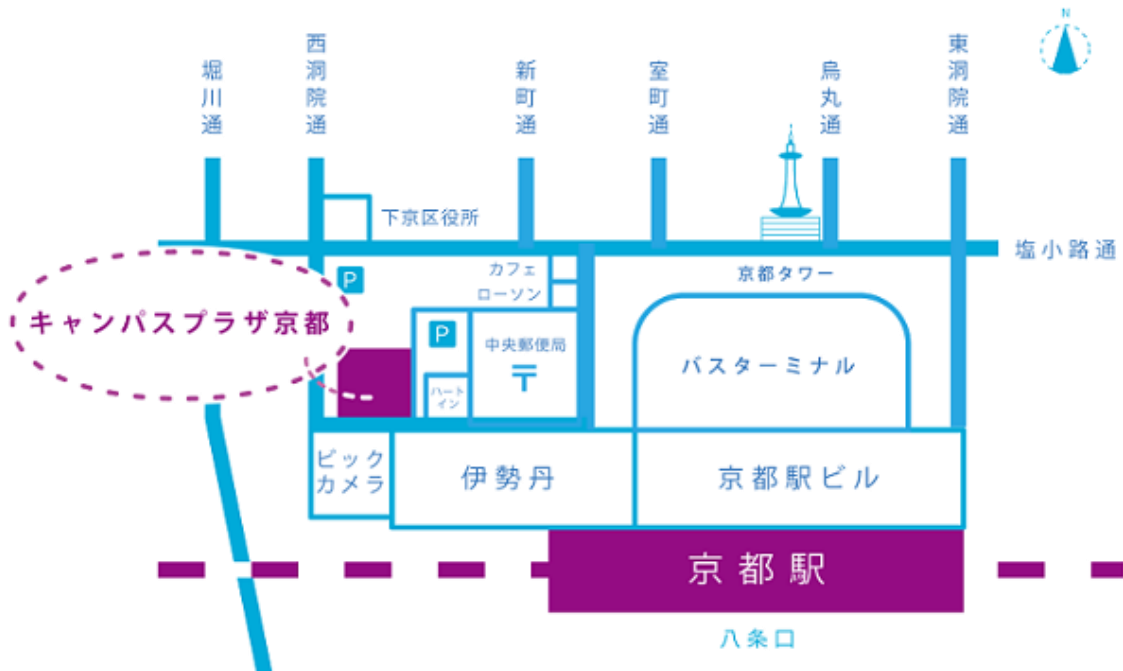 N
堀川通
西洞院通
新町通
室町通
烏丸通
東洞院通
下京区役所
塩小路通
P
カフェ
ローソン
京都タワー
キャンパスプラザ京都
P
中央郵便局
〒
バスターミナル
ハート
イン
ビック
カメラ
伊勢丹
京都駅ビル
京都駅
八条口